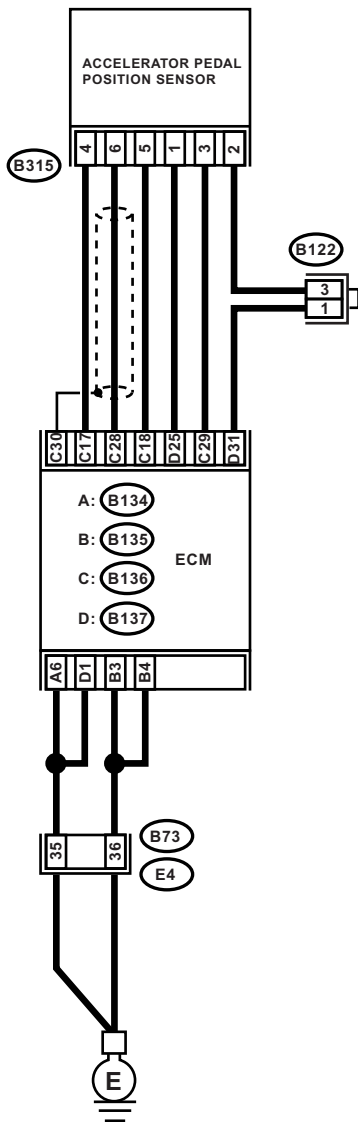 ACCELERATOR PEDAL
POSITION SENSOR
4 6 5 1 3 2
B315
B122
3
1
C30 C17 C28 C18 D25 C29 D31
A: B134
B: B135
ECM
C: B136
D: B137
A6 D1 B3 B4
35 36
B73
E4
E